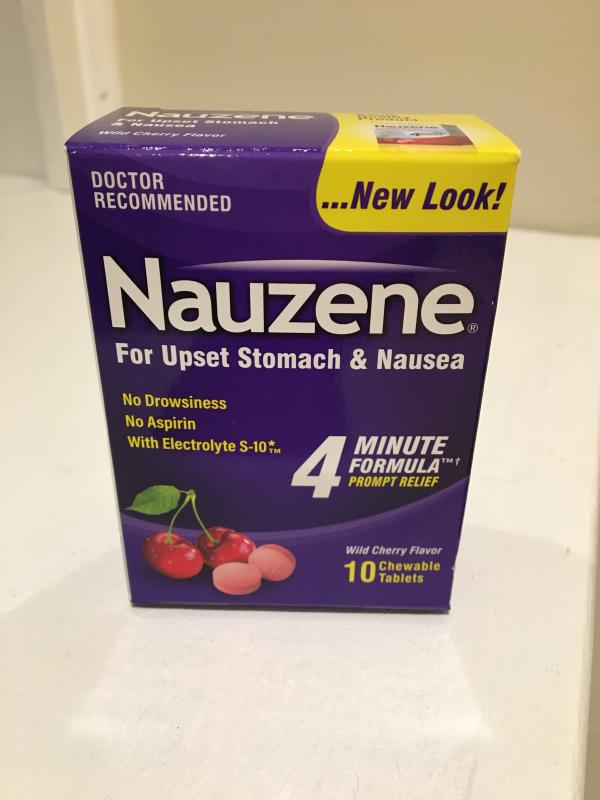 Nauzene
For Upset Stomach
& Nausea
Wild Cherry Flavor
Nauzene
DOCTOR
RECOMMENDED
...New Look!
Nauzene®
For Upset Stomach & Nausea
No Drowsiness
No Aspirin
With Electrolyte S-10*™
4 MINUTE
FORMULA™†
PROMPT RELIEF
Wild Cherry Flavor
10 Chewable
Tablets